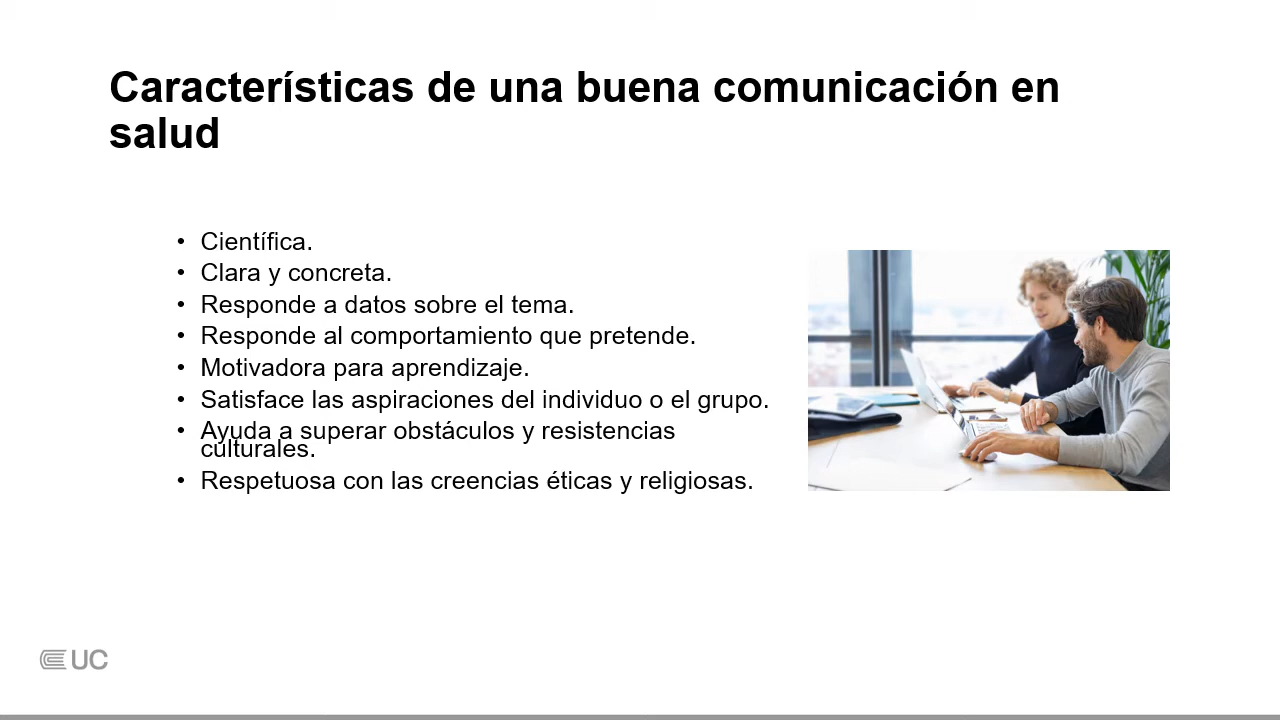 Características de una buena comunicación en
salud
• Científica.
• Clara y concreta.
• Responde a datos sobre el tema.
• Responde al comportamiento que pretende.
• Motivadora para aprendizaje.
• Satisface las aspiraciones del individuo o el grupo.
• Ayuda a superar obstáculos y resistencias
culturales.
• Respetuosa con las creencias éticas y religiosas.
UC